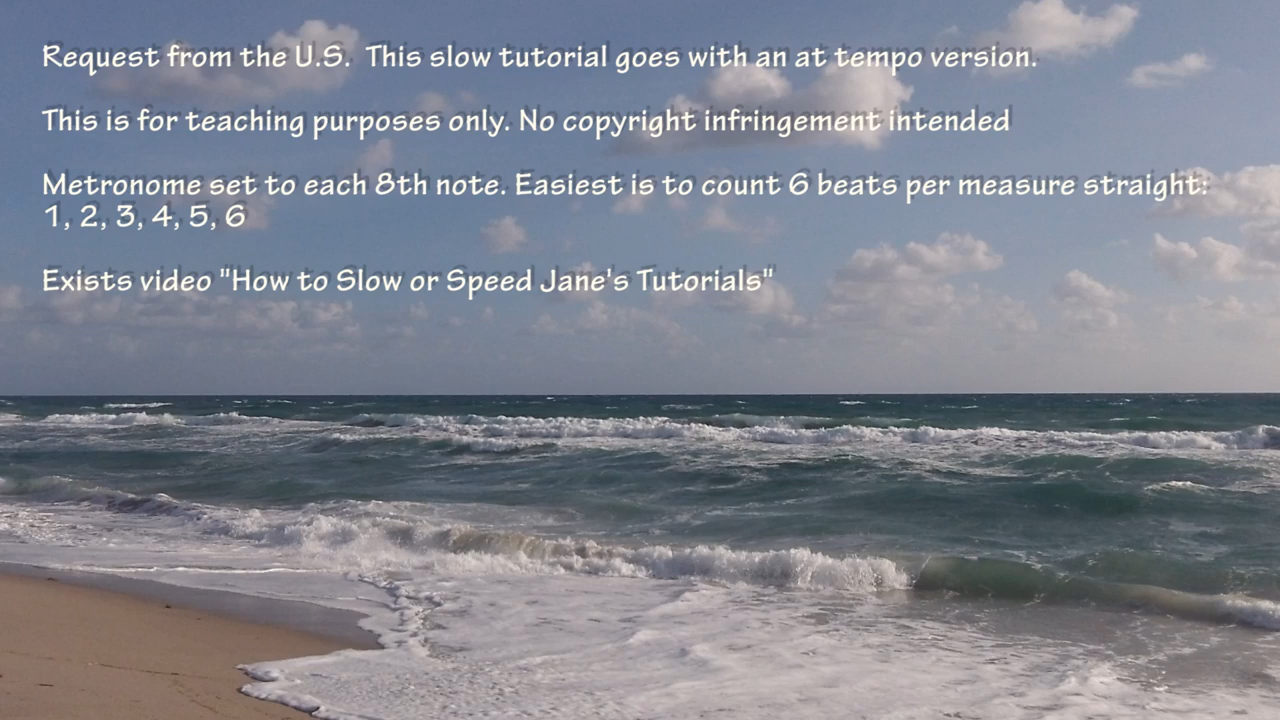 Request from the U.S. This slow tutorial goes with an at tempo version.
This is for teaching purposes only. No copyright infringement intended
Metronome set to each 8th note. Easiest is to count 6 beats per measure straight:
1, 2, 3, 4, 5, 6
Exists video "How to Slow or Speed Jane's Tutorials"